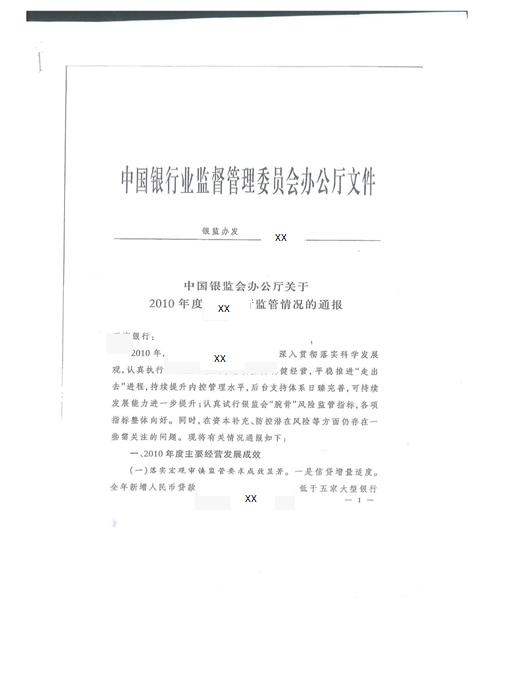 中国银行业监督管理委员会办公厅文件
银监办发 XX
中国银监会办公厅关于
2010 年度 XX 监管情况的通报
银行：
2010 年， XX 深入贯彻落实科学发展
观，认真执行 健经营，平稳推进“走出
去”进程，持续提升内控管理水平，后台支持体系日臻完善，可持续
发展能力进一步提升；认真试行银监会“腕骨”风险监管指标，各项
指标整体向好。同时，在资本补充、防控潜在风险等方面仍存在一
些需关注的问题。现将有关情况通报如下：
一、2010 年度主要经营发展成效
（一）落实宏观审慎监管要求成效显著。一是信贷增量适度。
全年新增人民币贷款 XX 低于五家大型银行
— 1 —